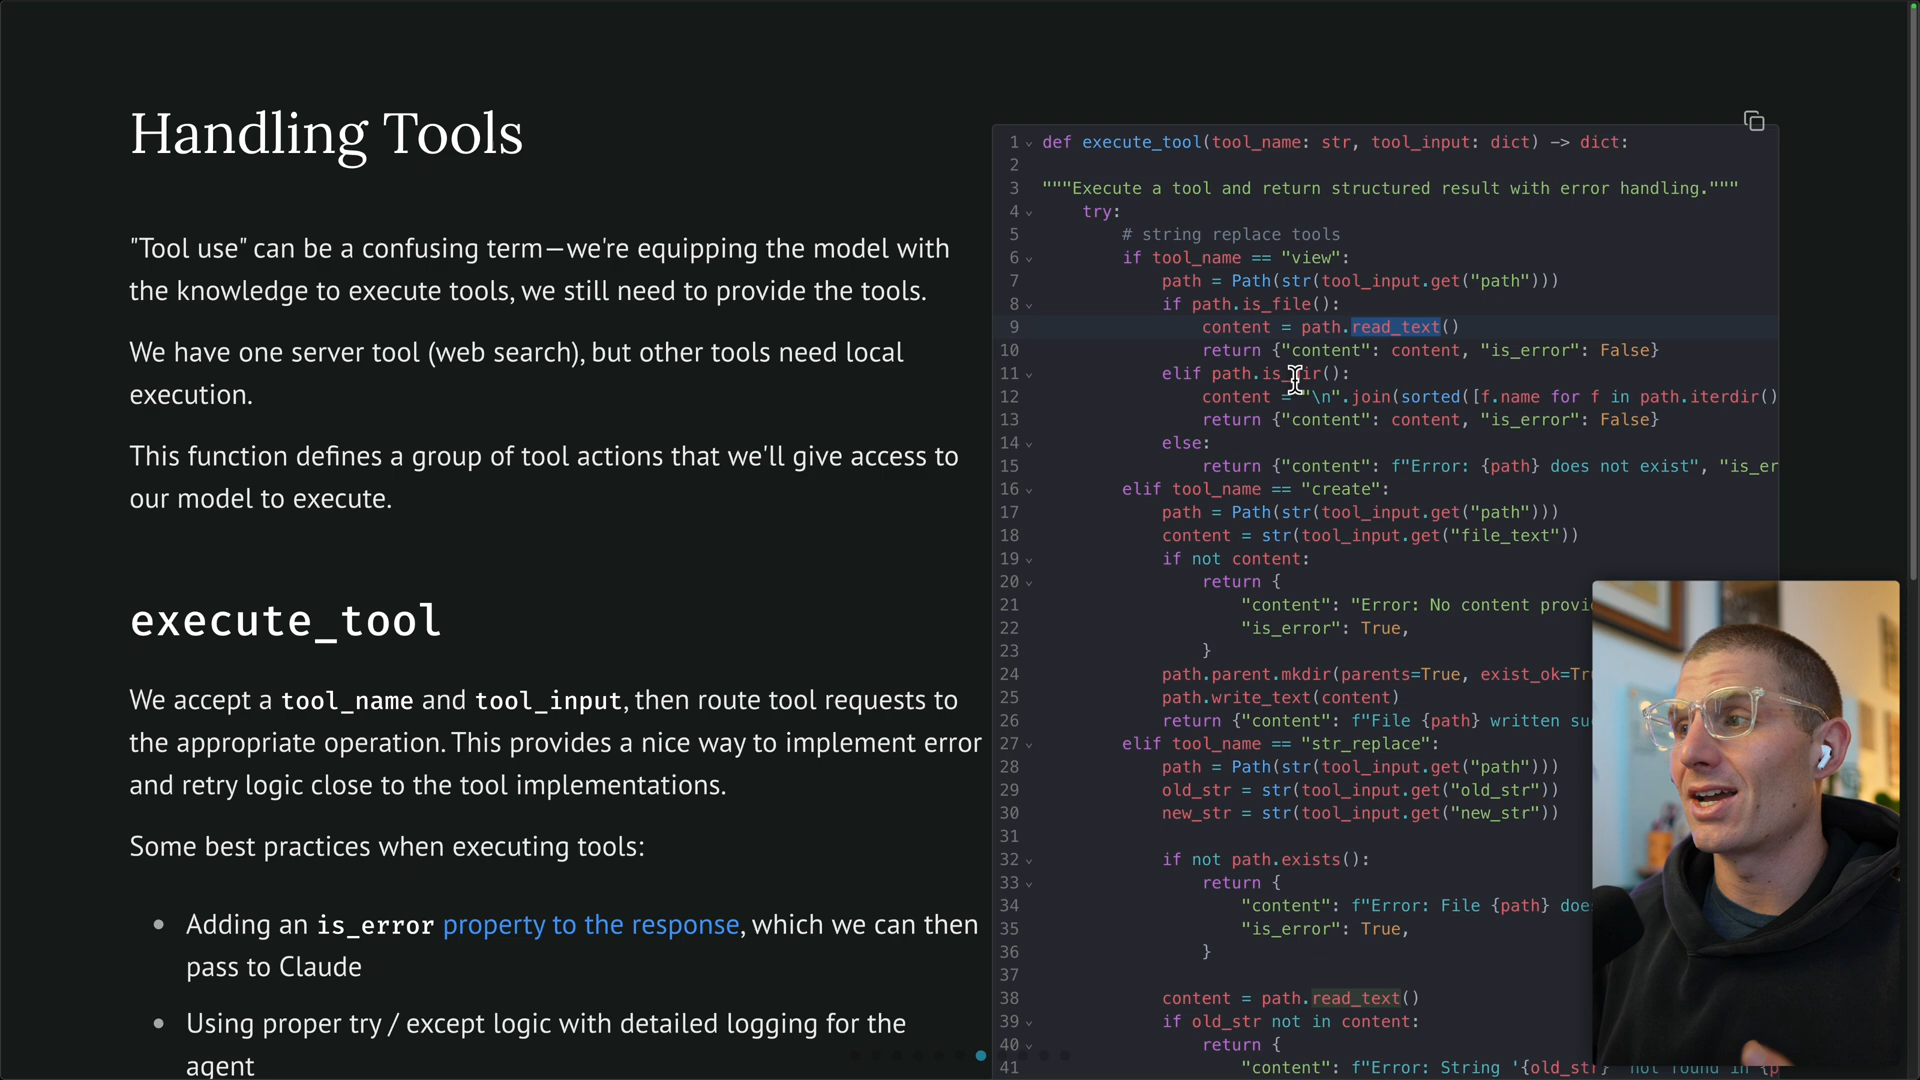 Handling Tools
"Tool use" can be a confusing term—we're equipping the model with
the knowledge to execute tools, we still need to provide the tools.
We have one server tool (web search), but other tools need local
execution.
This function defines a group of tool actions that we'll give access to
our model to execute.
execute_tool
We accept a tool_name and tool_input, then route tool requests to
the appropriate operation. This provides a nice way to implement error
and retry logic close to the tool implementations.
Some best practices when executing tools:
• Adding an is_error property to the response, which we can then
pass to Claude
• Using proper try / except logic with detailed logging for the
agent
1 def execute_tool(tool_name: str, tool_input: dict) -> dict:
2
3 """Execute a tool and return structured result with error handling."""
4 try:
5 # string replace tools
6 if tool_name == "view":
7 path = Path(str(tool_input.get("path")))
8 if path.is_file():
9 content = path.read_text()
10 return {"content": content, "is_error": False}
11 elif path.is_dir():
12 content = "\n".join(sorted([f.name for f in path.iterdir()
13 return {"content": content, "is_error": False}
14 else:
15 return {"content": f"Error: {path} does not exist", "is_er
16 elif tool_name == "create":
17 path = Path(str(tool_input.get("path")))
18 content = str(tool_input.get("file_text"))
19 if not content:
20 return {
21 "content": "Error: No content provi
22 "is_error": True,
23 }
24 path.parent.mkdir(parents=True, exist_ok=Tr
25 path.write_text(content)
26 return {"content": f"File {path} written su
27 elif tool_name == "str_replace":
28 path = Path(str(tool_input.get("path")))
29 old_str = str(tool_input.get("old_str"))
30 new_str = str(tool_input.get("new_str"))
31
32 if not path.exists():
33 return {
34 "content": f"Error: File {path} doe
35 "is_error": True,
36 }
37
38 content = path.read_text()
39 if old_str not in content:
40 return {
41 "content": f"Error: String '{old_str}' not found in {p